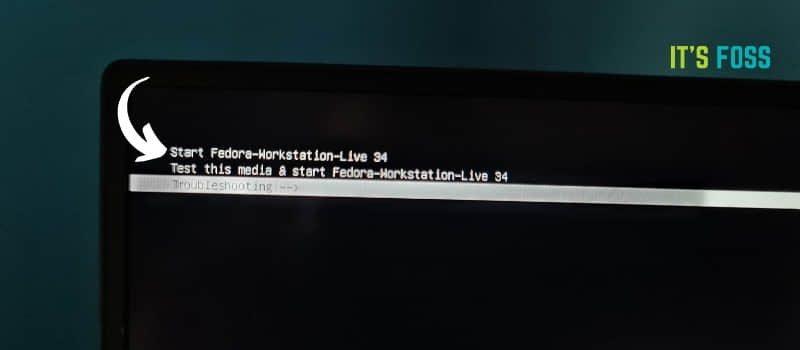 IT'S FOSS
Start Fedora-Workstation-Live 34
Test this media & start Fedora-Workstation-Live 34
Troubleshooting -->